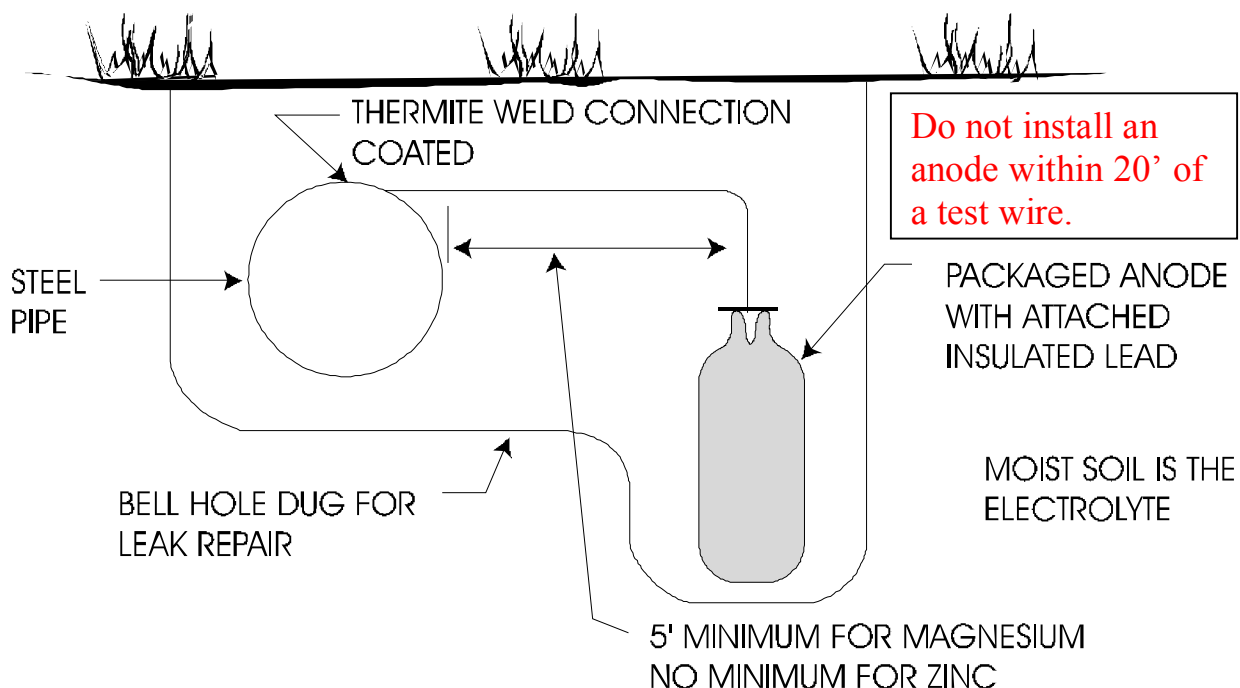 THERMITE WELD CONNECTION
COATED
Do not install an
anode within 20’ of
a test wire.
STEEL
PIPE
PACKAGED ANODE
WITH ATTACHED
INSULATED LEAD
MOIST SOIL IS THE
ELECTROLYTE
BELL HOLE DUG FOR
LEAK REPAIR
5' MINIMUM FOR MAGNESIUM
NO MINIMUM FOR ZINC